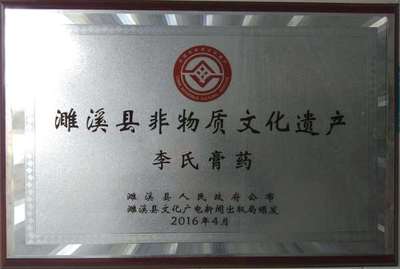 濉溪县非物质文化遗产
李氏膏药
濉溪县人民政府公布
濉溪县文化广电新闻出版局颁发
2016年4月